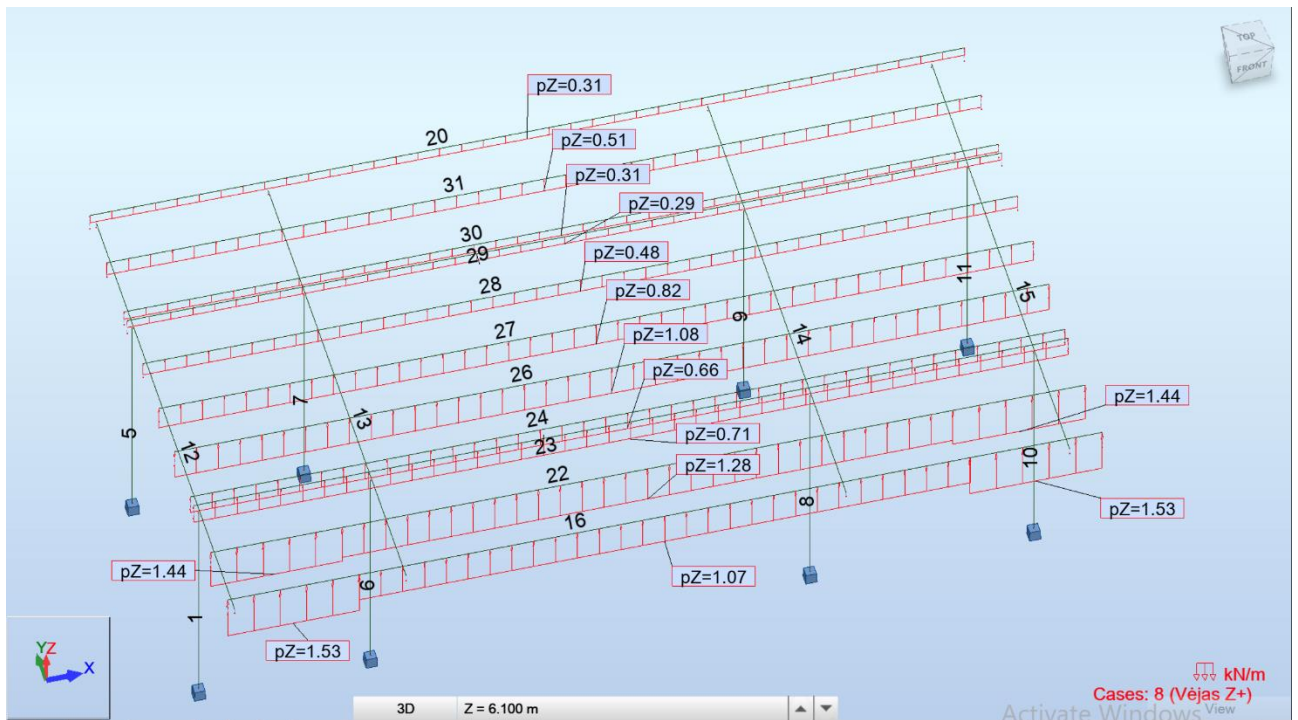 TOP
FRONT
pZ=0.31
20
pZ=0.51
31
pZ=0.31
30
pZ=0.29
29
pZ=0.48
28
pZ=0.82
27
11
15
9
14
pZ=1.08
26
7
13
pZ=0.66
24
pZ=1.44
5
12
pZ=0.71
23
pZ=1.28
22
10
8
16
pZ=1.53
pZ=1.44
6
pZ=1.07
1
pZ=1.53
YZ
X
kN/m
Cases: 8 (Vėjas Z+)
3D Z = 6.100 m
Activate Windows View